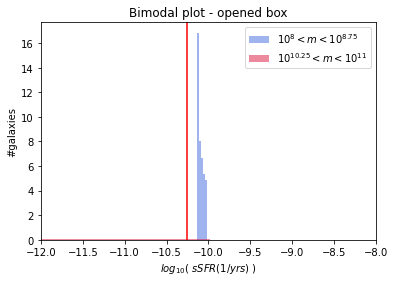 Bimodal plot - opened box
16
14
12
10
8
6
4
2
0
#galaxies
10^8 < m < 10^{8.75}
10^{10.25} < m < 10^{11}
-12.0 -11.5 -11.0 -10.5 -10.0 -9.5 -9.0 -8.5 -8.0
log_{10}( sSFR(1/yrs) )